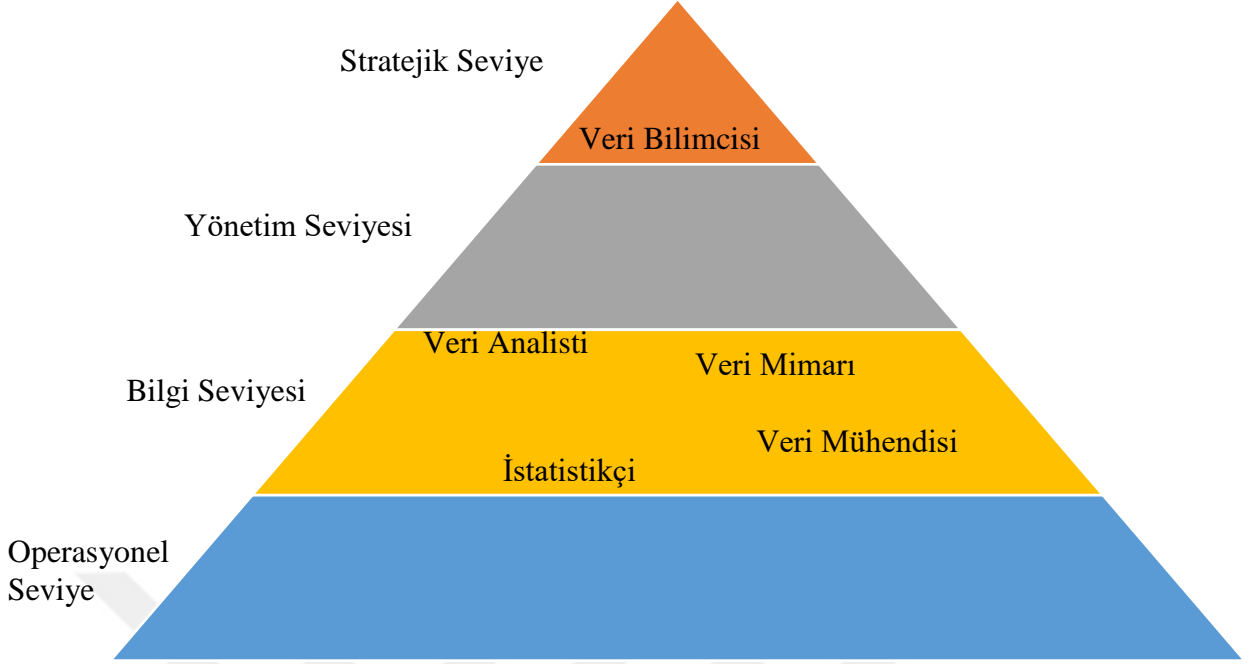 Stratejik Seviye
Veri Bilimcisi
Yönetim Seviyesi
Veri Analisti
Veri Mimarı
Bilgi Seviyesi
Veri Mühendisi
İstatistikçi
Operasyonel
Seviye